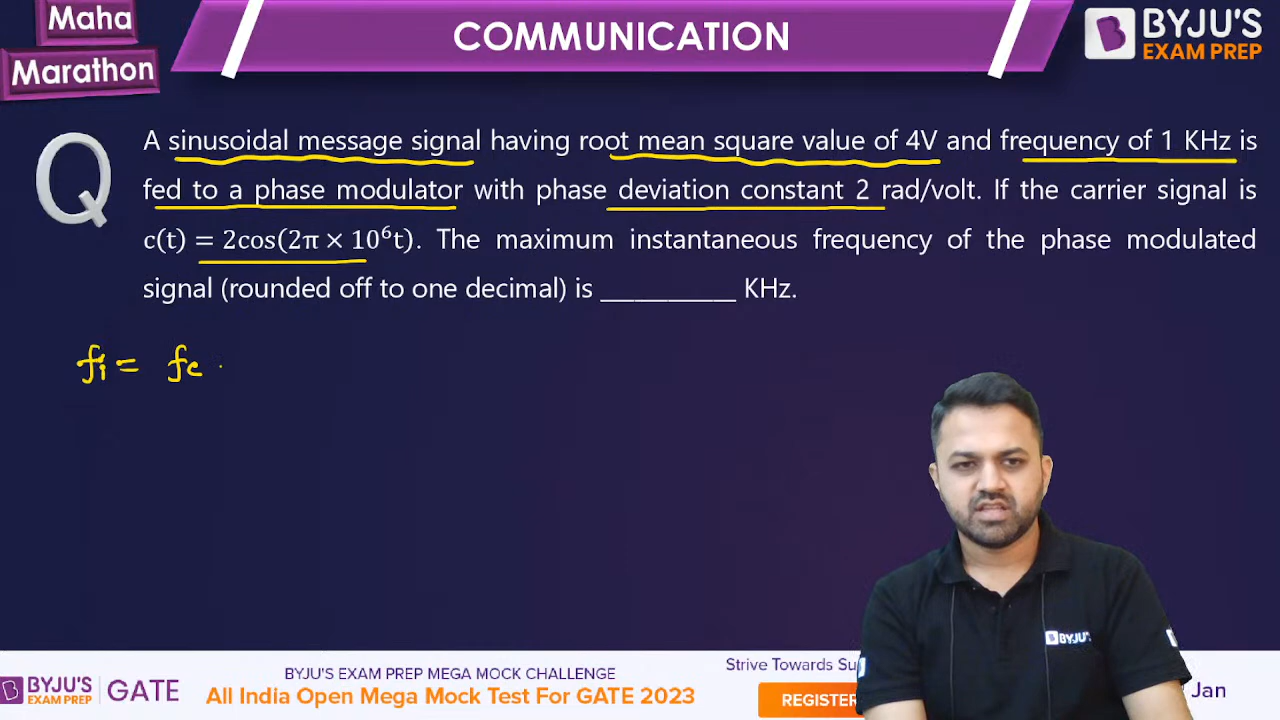 Maha
Marathon
COMMUNICATION
BYJU'S
EXAM PREP
Q
A sinusoidal message signal having root mean square value of 4V and frequency of 1 KHz is
fed to a phase modulator with phase deviation constant 2 rad/volt. If the carrier signal is
c(t) = 2cos(2π × 10⁶t). The maximum instantaneous frequency of the phase modulated
signal (rounded off to one decimal) is __________ KHz.
fi = fc
BYJU'S
BYJU'S
EXAM PREP
GATE
BYJU'S EXAM PREP MEGA MOCK CHALLENGE
All India Open Mega Mock Test For GATE 2023
Strive Towards
REGISTER
Jan